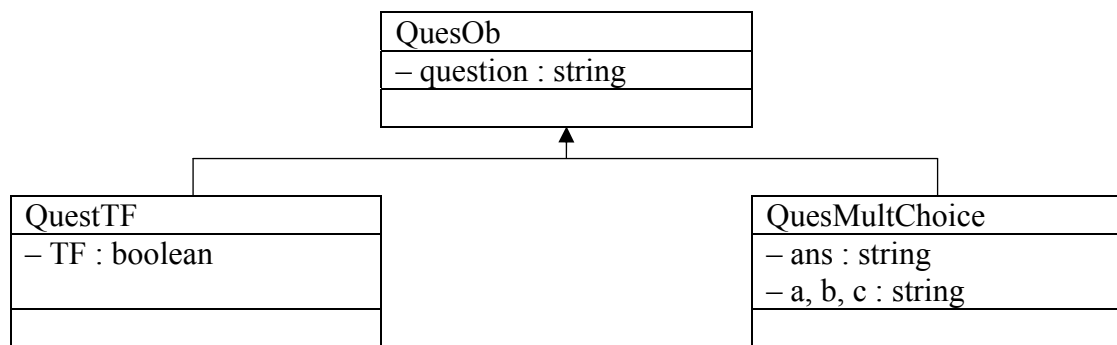 QuesOb
– question : string
QuestTF
– TF : boolean
QuesMultChoice
– ans : string
– a, b, c : string